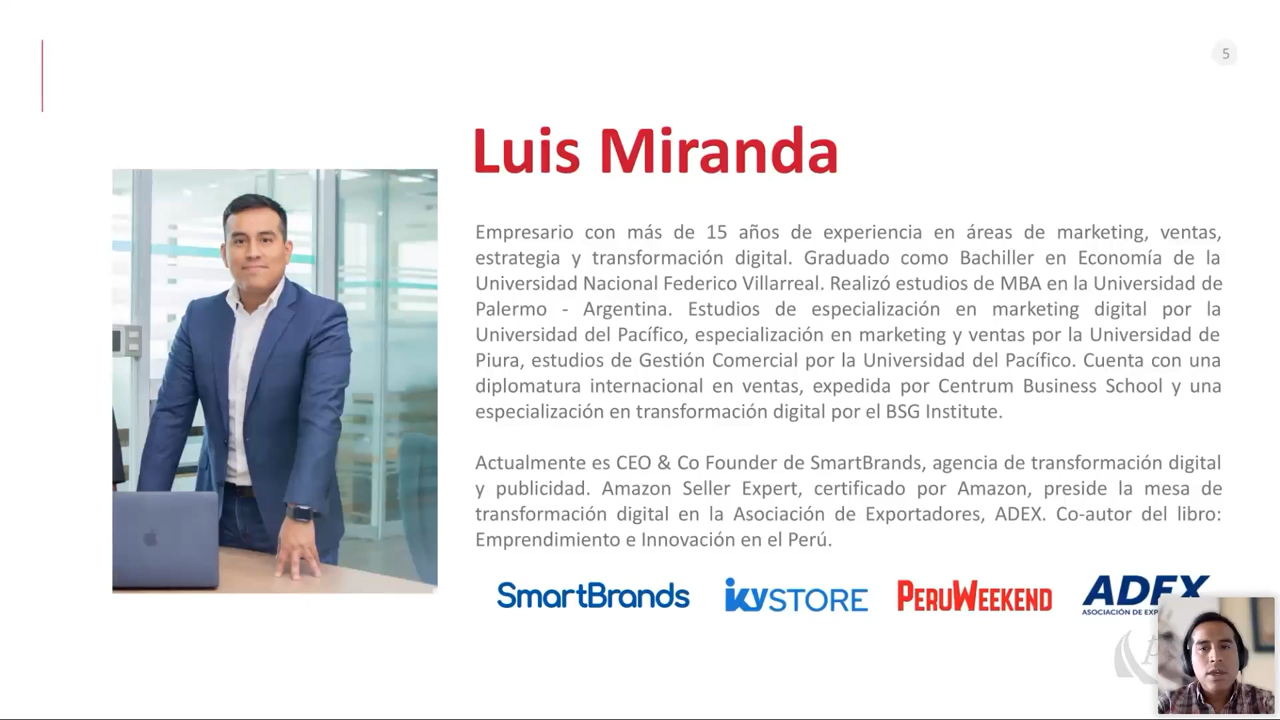 5
Luis Miranda
Empresario con más de 15 años de experiencia en áreas de marketing, ventas,
estrategia y transformación digital. Graduado como Bachiller en Economía de la
Universidad Nacional Federico Villarreal. Realizó estudios de MBA en la Universidad de
Palermo - Argentina. Estudios de especialización en marketing digital por la
Universidad del Pacífico, especialización en marketing y ventas por la Universidad de
Piura, estudios de Gestión Comercial por la Universidad del Pacífico. Cuenta con una
diplomatura internacional en ventas, expedida por Centrum Business School y una
especialización en transformación digital por el BSG Institute.
Actualmente es CEO & Co Founder de SmartBrands, agencia de transformación digital
y publicidad. Amazon Seller Expert, certificado por Amazon, preside la mesa de
transformación digital en la Asociación de Exportadores, ADEX. Co-autor del libro:
Emprendimiento e Innovación en el Perú.
SmartBrands ikySTORE PERUWEEKEND ADEX
ASOCIACIÓN DE